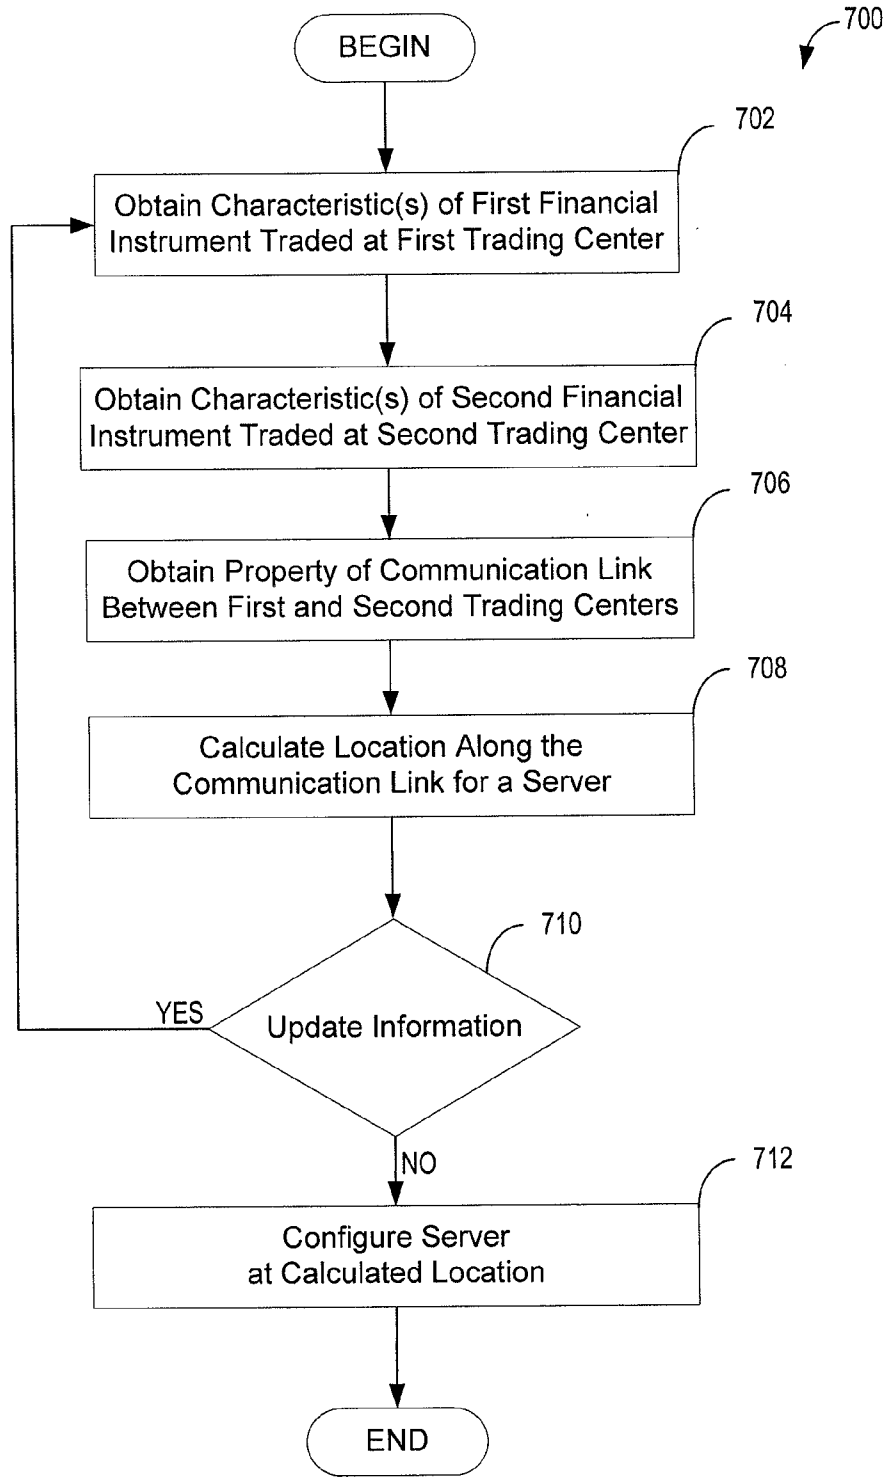 700
BEGIN
702
Obtain Characteristic(s) of First Financial
Instrument Traded at First Trading Center
704
Obtain Characteristic(s) of Second Financial
Instrument Traded at Second Trading Center
706
Obtain Property of Communication Link
Between First and Second Trading Centers
708
Calculate Location Along the
Communication Link for a Server
710
YES
Update Information
NO
712
Configure Server
at Calculated Location
END